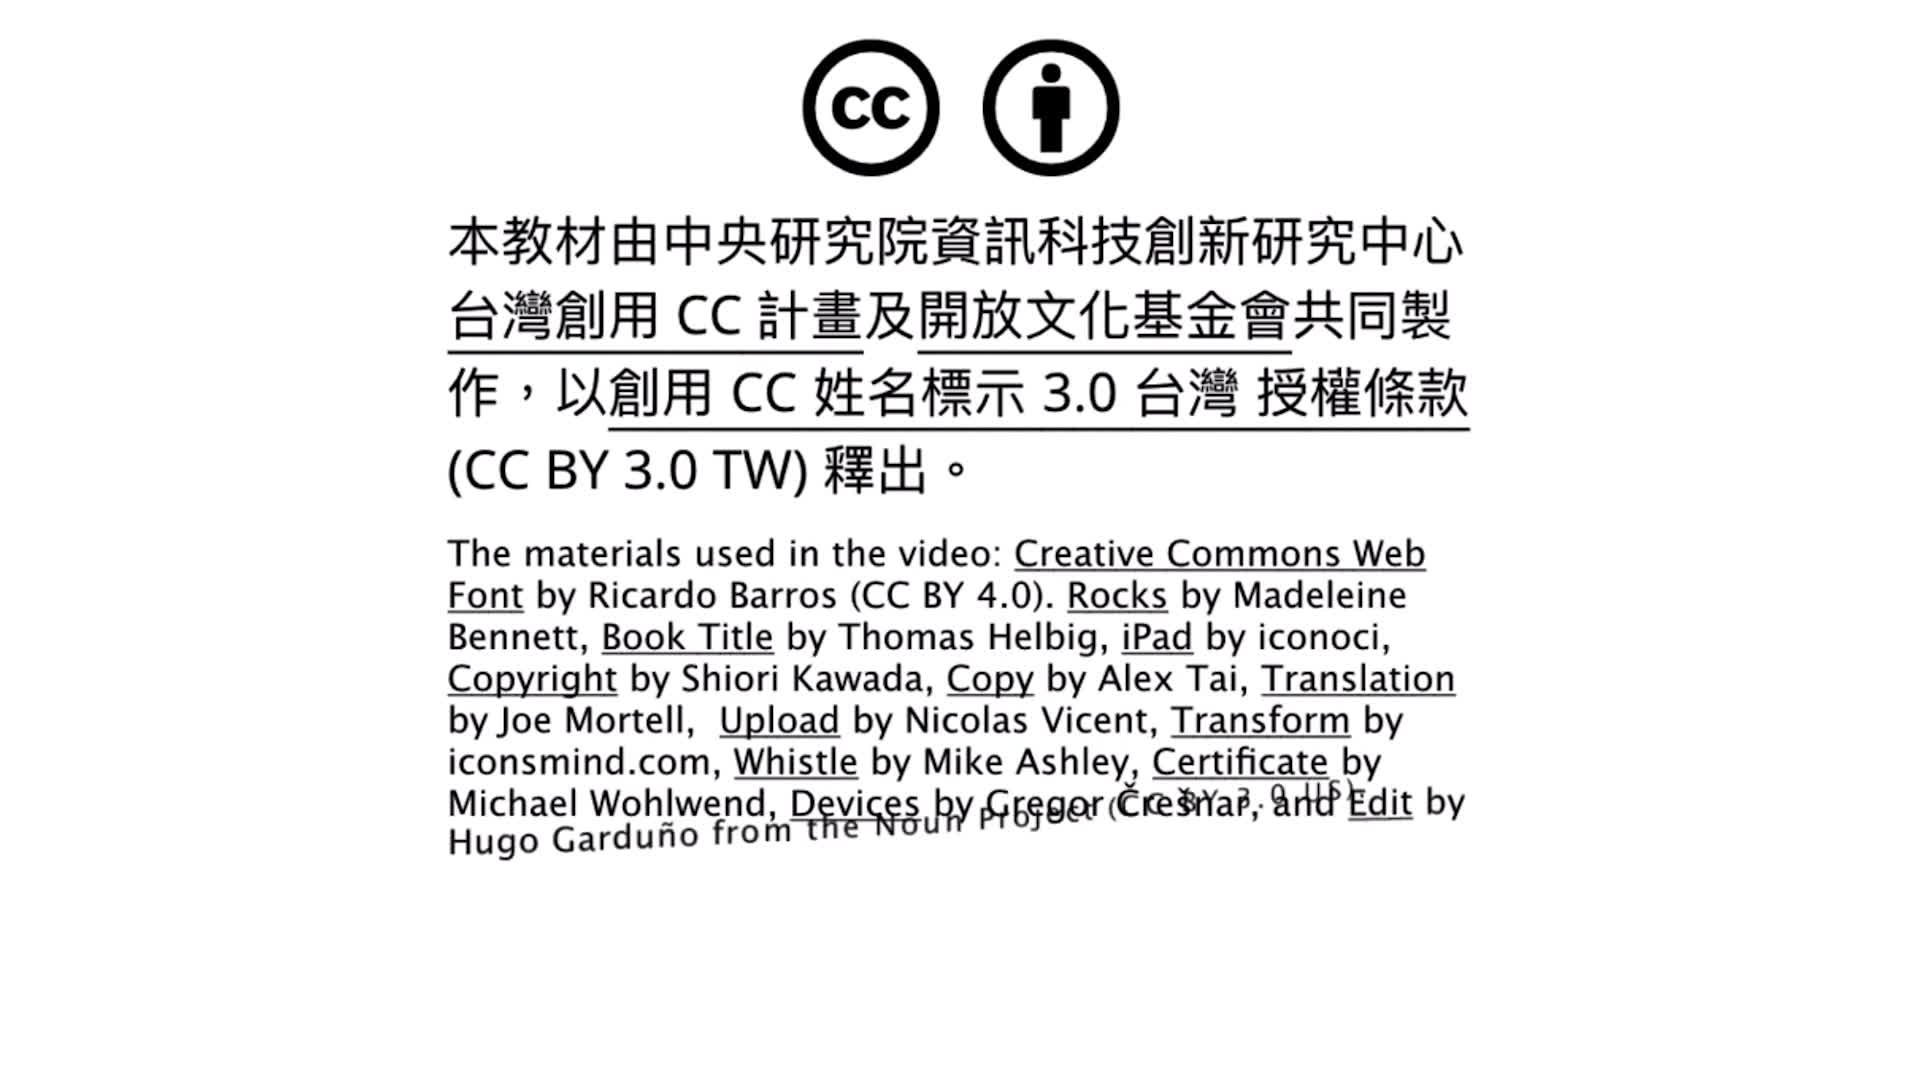 cc
本教材由中央研究院資訊科技創新研究中心
台灣創用 CC 計畫及開放文化基金會共同製
作,以創用 CC 姓名標示 3.0 台灣 授權條款
(CC BY 3.0 TW) 釋出。
The materials used in the video: Creative Commons Web
Font by Ricardo Barros (CC BY 4.0). Rocks by Madeleine
Bennett, Book Title by Thomas Helbig, iPad by iconoci,
Copyright by Shiori Kawada, Copy by Alex Tai, Translation
by Joe Mortell, Upload by Nicolas Vicent, Transform by
iconsmind.com, Whistle by Mike Ashley, Certificate by
Michael Wohlwend, Devices by Gregor Črešnar, and Edit by
Hugo Garduño from the Noun Project (CC BY 3.0 US).